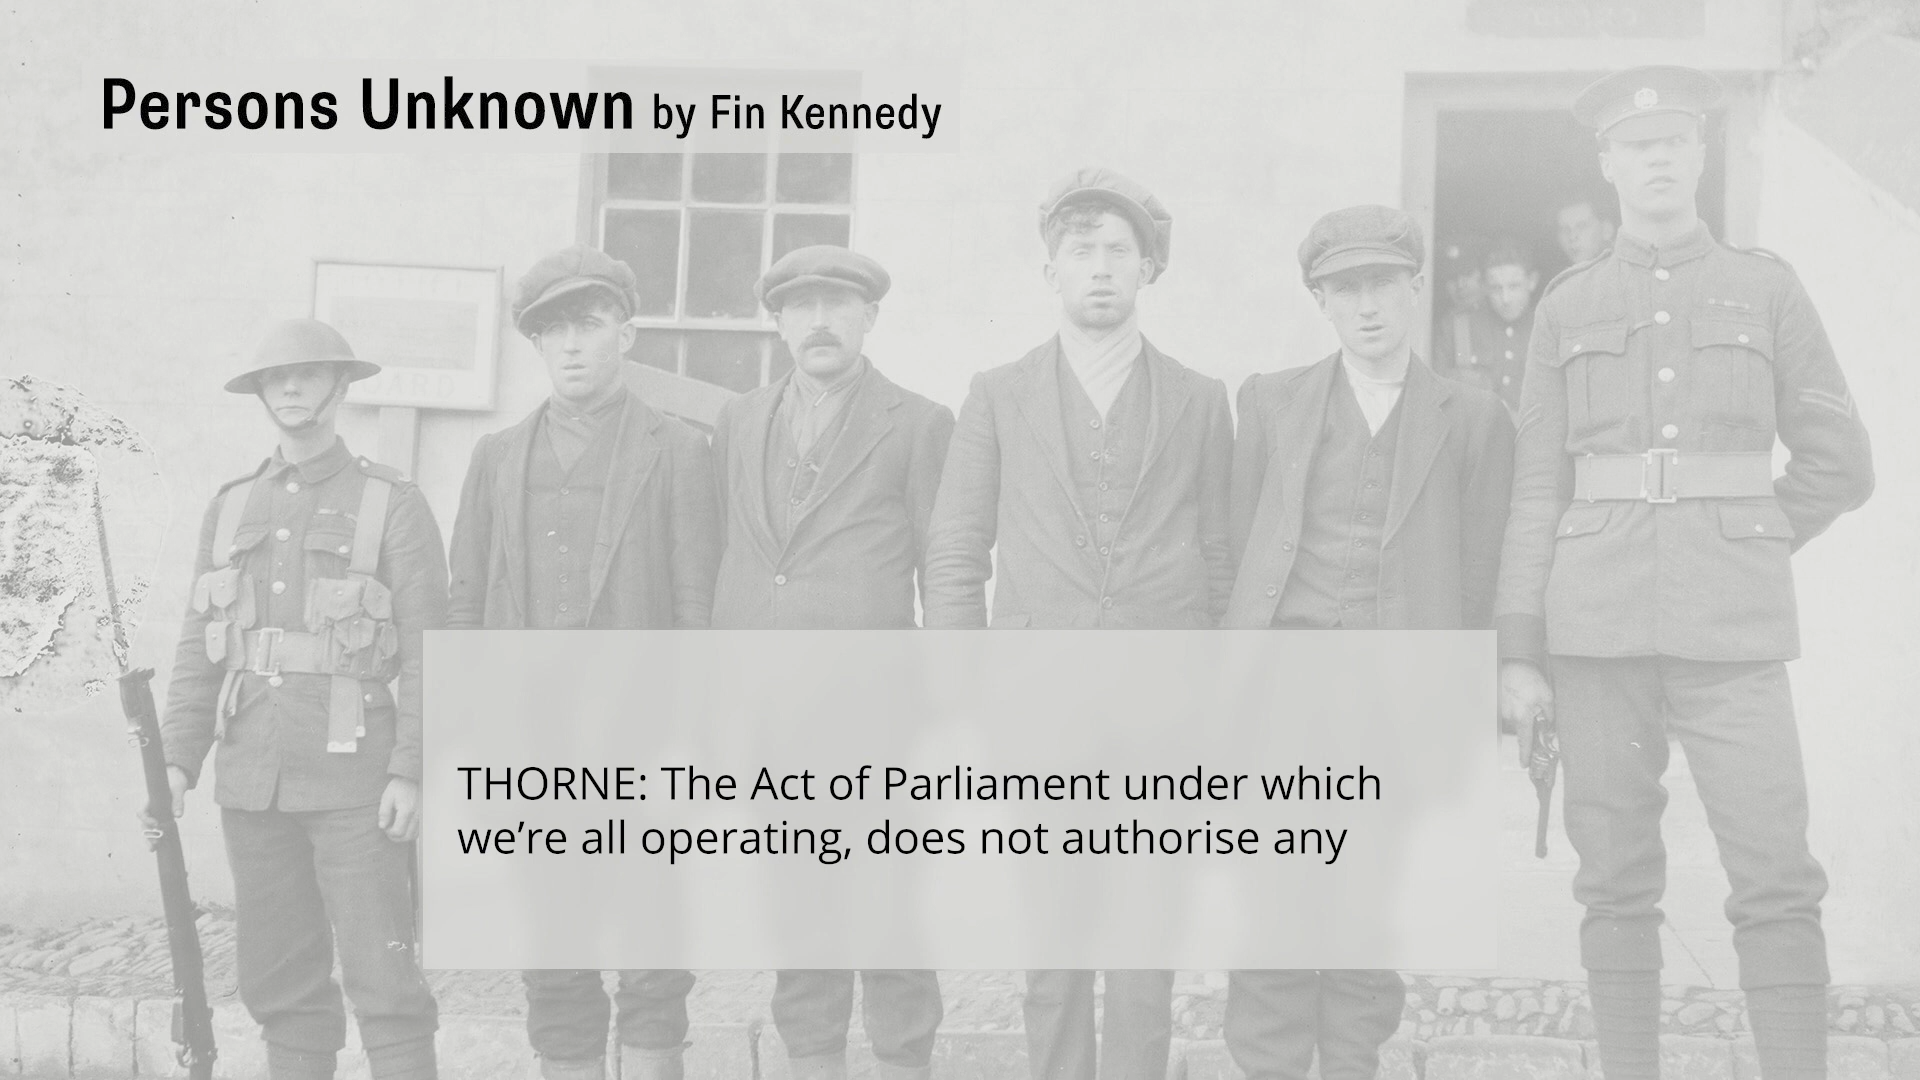 Persons Unknown by Fin Kennedy
THORNE: The Act of Parliament under which
we’re all operating, does not authorise any